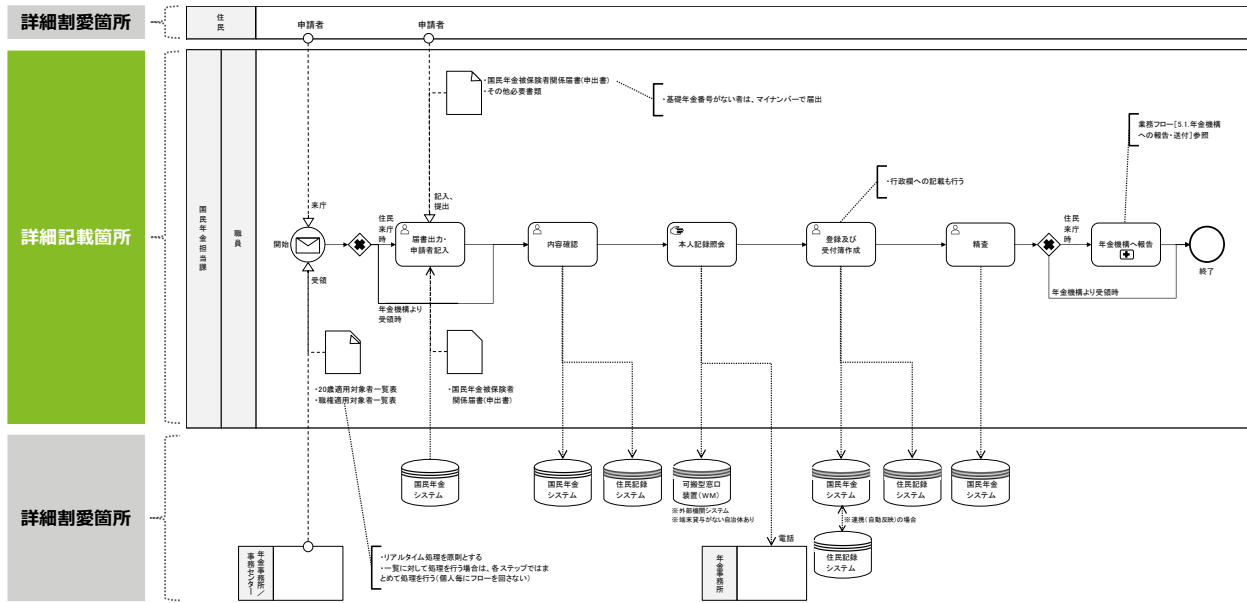 詳細割愛箇所
住民
申請者
申請者
詳細記載箇所
国民年金担当課
職員
・国民年金被保険者関係届書(申出書)
・その他必要書類
・基礎年金番号がない者は、マイナンバーで届出
業務フロー[5.1.年金機構
への報告・送付]参照
・行政欄への記載も行う
来庁
記入、
提出
開始
住民
来庁
時
届書出力・
申請者記入
内容確認
本人記録照会
登録及び
受付簿作成
精査
住民
来庁
時
年金機構へ報告
終了
受領
年金機構より
受領時
年金機構より受領時
・20歳適用対象者一覧表
・職権適用対象者一覧表
・国民年金被保険者
関係届書(申出書)
詳細割愛箇所
国民年金
システム
国民年金
システム
住民記録
システム
可搬型窓口
装置(WM)
※外部機関システム
※端末貸与がない自治体あり
国民年金
システム
住民記録
システム
国民年金
システム
※連携(自動反映)の場合
住民記録
システム
電話
年金事務所/
事務センター
・リアルタイム処理を原則とする
・一覧に対して処理を行う場合は、各ステップではま
とめて処理を行う(個人毎にフローを回さない)
年金事務所